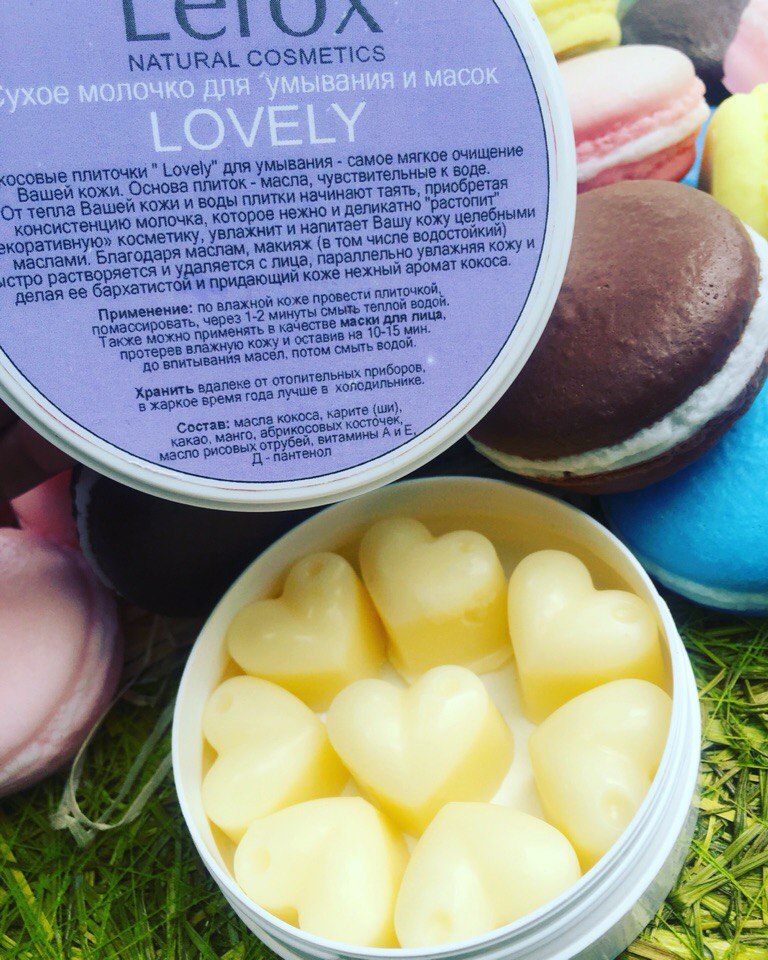 Lerox
NATURAL COSMETICS
Сухое молочко для умывания и масок
LOVELY
косовые плиточки " Lovely" для умывания - самое мягкое очищение
Вашей кожи. Основа плиток - масла, чувствительные к воде.
От тепла Вашей кожи и воды плитки начинают таять, приобретая
консистенцию молочка, которое нежно и деликатно "растопит"
екоративную» косметику, увлажнит и напитает Вашу кожу целебными
маслами. Благодаря маслам, макияж (в том числе водостойкий)
ыстро растворяется и удаляется с лица, параллельно увлажняя кожу и
делая ее бархатистой и придающий коже нежный аромат кокоса.
Применение: по влажной коже провести плиточкой,
помассировать, через 1-2 минуты смыть теплой водой.
Также можно применять в качестве маски для лица,
протерев влажную кожу и оставив на 10-15 мин.
до впитывания масел, потом смыть водой.
Хранить вдалеке от отопительных приборов,
в жаркое время года лучше в холодильнике.
Состав: масла кокоса, карите (ши),
какао, манго, абрикосовых косточек,
масло рисовых отрубей, витамины А и Е,
Д - пантенол